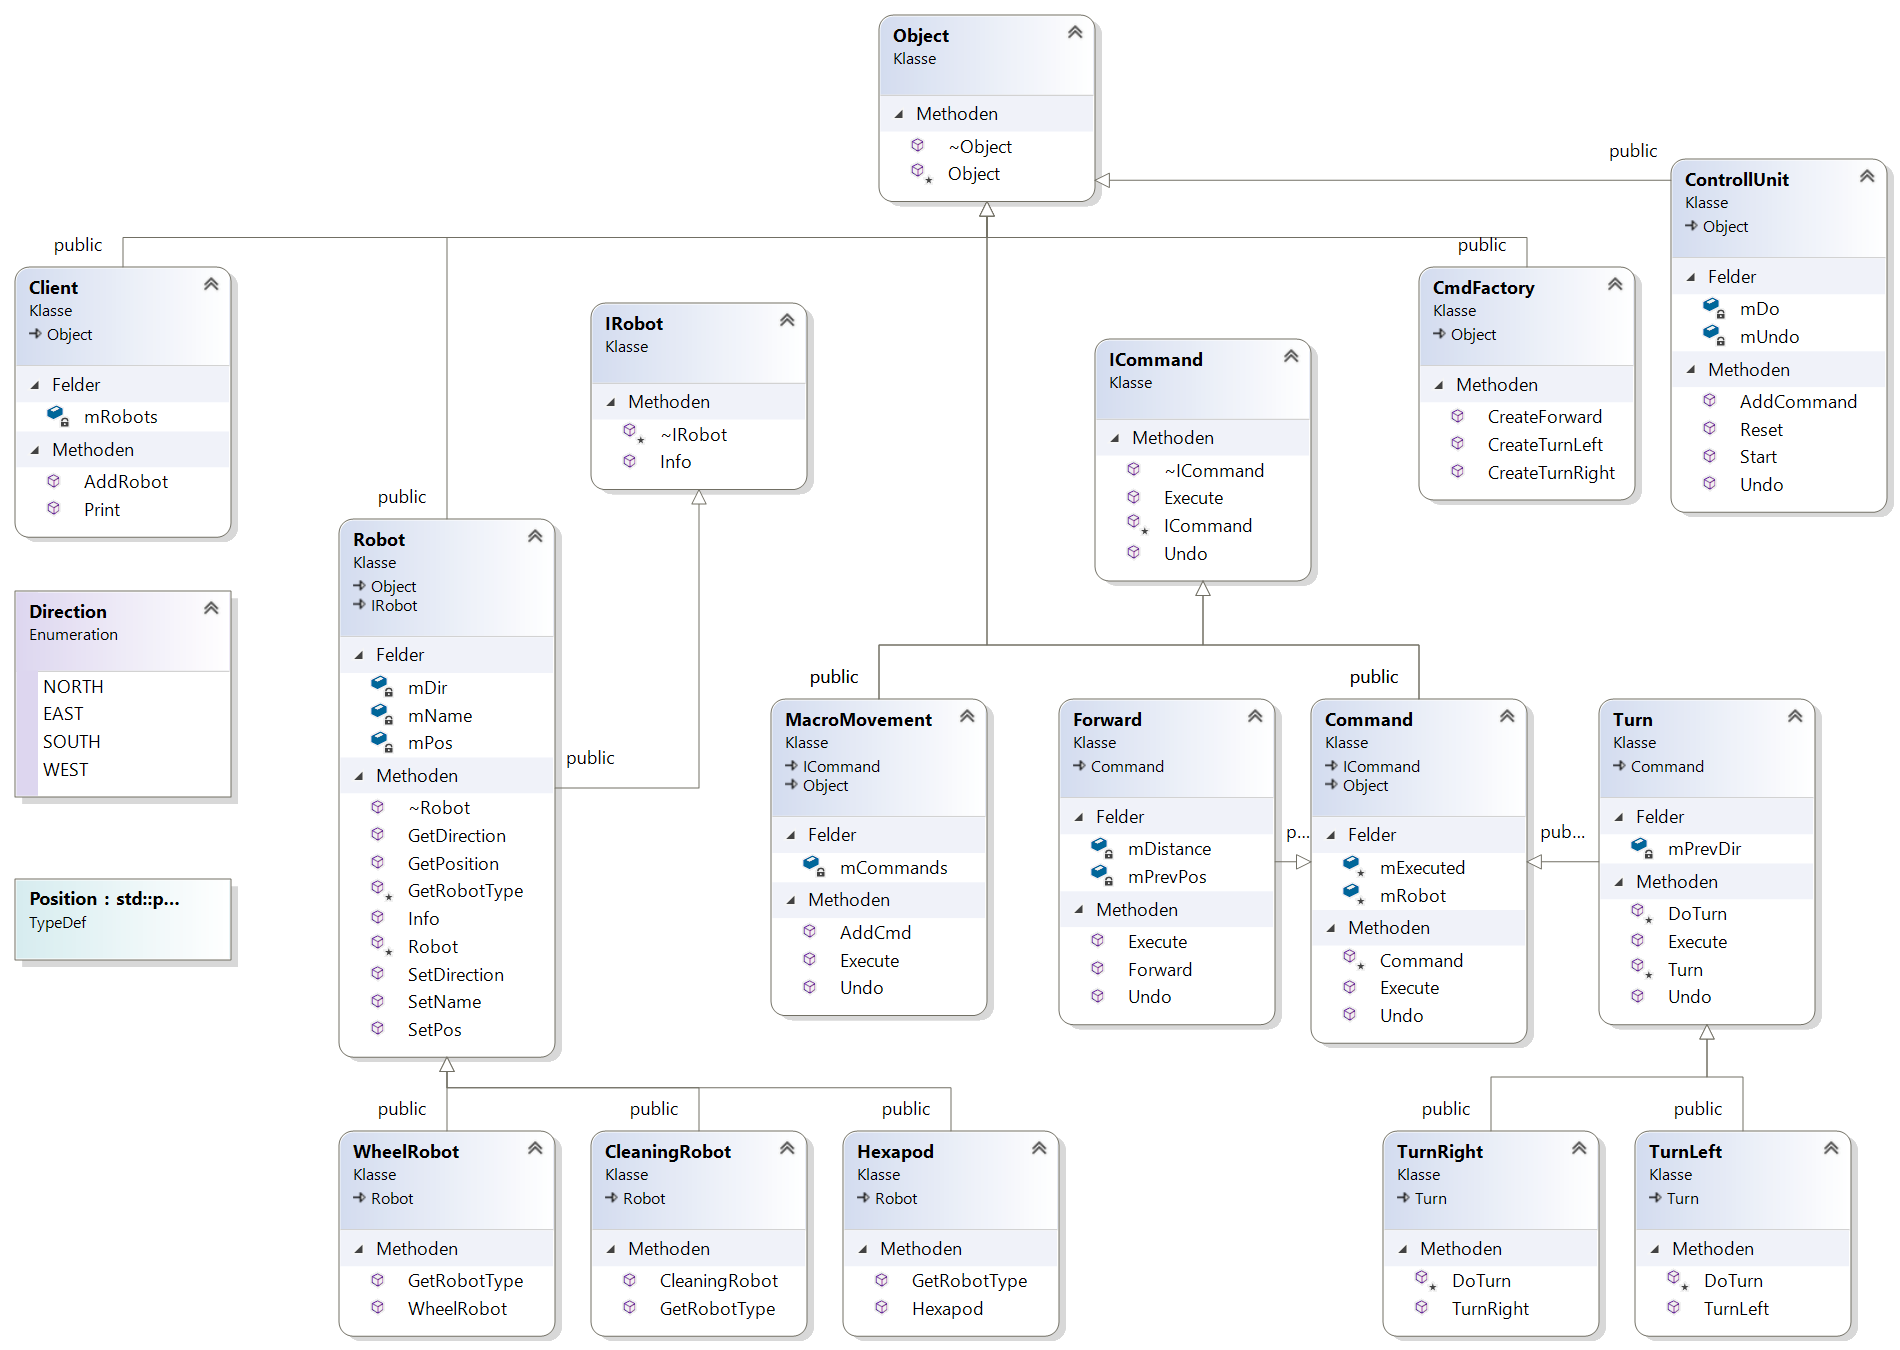 Object
Klasse
Methoden
~Object
Object
public
ControllUnit
Klasse
Object
Felder
mDo
mUndo
Methoden
AddCommand
Reset
Start
Undo
public
Client
Klasse
Object
Felder
mRobots
Methoden
AddRobot
Print
public
CmdFactory
Klasse
Object
Methoden
CreateForward
CreateTurnLeft
CreateTurnRight
IRobot
Klasse
Methoden
~IRobot
Info
ICommand
Klasse
Methoden
~ICommand
Execute
ICommand
Undo
public
Robot
Klasse
Object
IRobot
Felder
mDir
mName
mPos
Methoden
~Robot
GetDirection
GetPosition
GetRobotType
Info
Robot
SetDirection
SetName
SetPos
public
Direction
Enumeration
NORTH
EAST
SOUTH
WEST
Position : std::p...
TypeDef
public
MacroMovement
Klasse
ICommand
Object
Felder
mCommands
Methoden
AddCmd
Execute
Undo
Forward
Klasse
Command
Felder
mDistance
mPrevPos
Methoden
Execute
Forward
Undo
p...
public
Command
Klasse
ICommand
Object
Felder
mExecuted
mRobot
Methoden
Command
Execute
Undo
pub...
Turn
Klasse
Command
Felder
mPrevDir
Methoden
DoTurn
Execute
Turn
Undo
public
WheelRobot
Klasse
Robot
Methoden
GetRobotType
WheelRobot
public
CleaningRobot
Klasse
Robot
Methoden
CleaningRobot
GetRobotType
public
Hexapod
Klasse
Robot
Methoden
GetRobotType
Hexapod
public
TurnRight
Klasse
Turn
Methoden
DoTurn
TurnRight
public
TurnLeft
Klasse
Turn
Methoden
DoTurn
TurnLeft